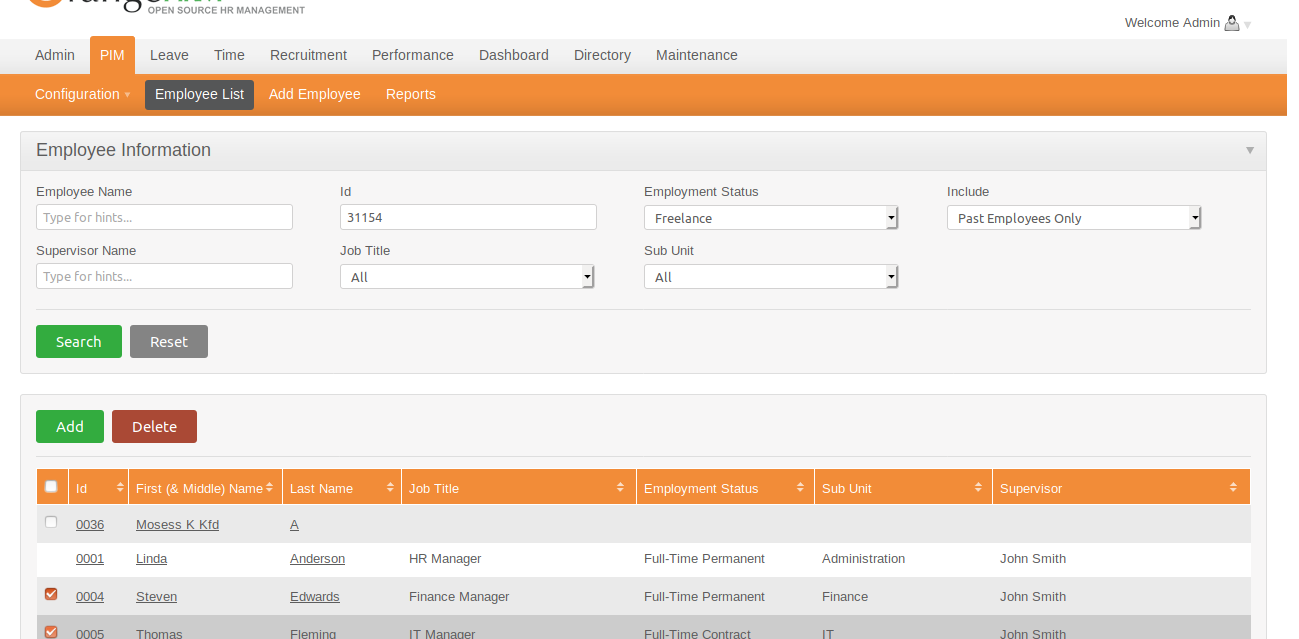 OPEN SOURCE HR MANAGEMENT
Welcome Admin
Admin PIM Leave Time Recruitment Performance Dashboard Directory Maintenance
Configuration Employee List Add Employee Reports
Employee Information
Employee Name Id Employment Status Include
Type for hints... 31154 Freelance Past Employees Only
Supervisor Name Job Title Sub Unit
Type for hints... All All
Search Reset
Add Delete
Id First (& Middle) Name Last Name Job Title Employment Status Sub Unit Supervisor
0036 Mosess K Kfd A
0001 Linda Anderson HR Manager Full-Time Permanent Administration John Smith
0004 Steven Edwards Finance Manager Full-Time Permanent Finance John Smith
0005 Thomas Fleming IT Manager Full-Time Contract IT John Smith